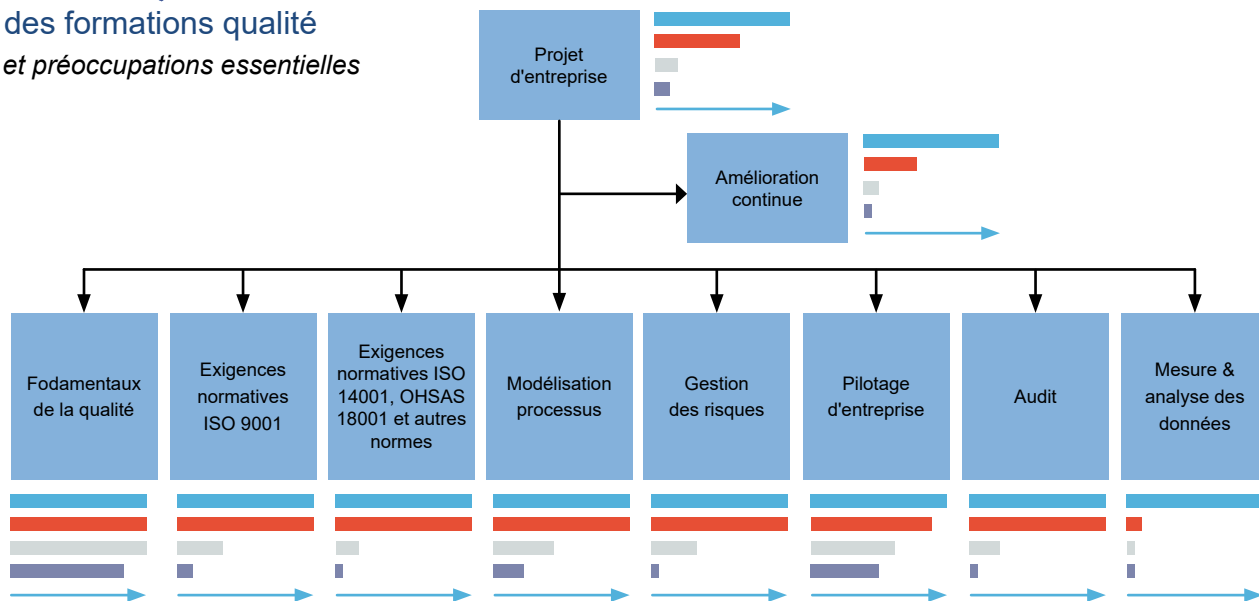 des formations qualité
et préoccupations essentielles
Projet
d'entreprise
Amélioration
continue
Fodamentaux
de la qualité
Exigences
normatives
ISO 9001
Exigences
normatives ISO
14001, OHSAS
18001 et autres
normes
Modélisation
processus
Gestion
des risques
Pilotage
d'entreprise
Audit
Mesure &
analyse des
données